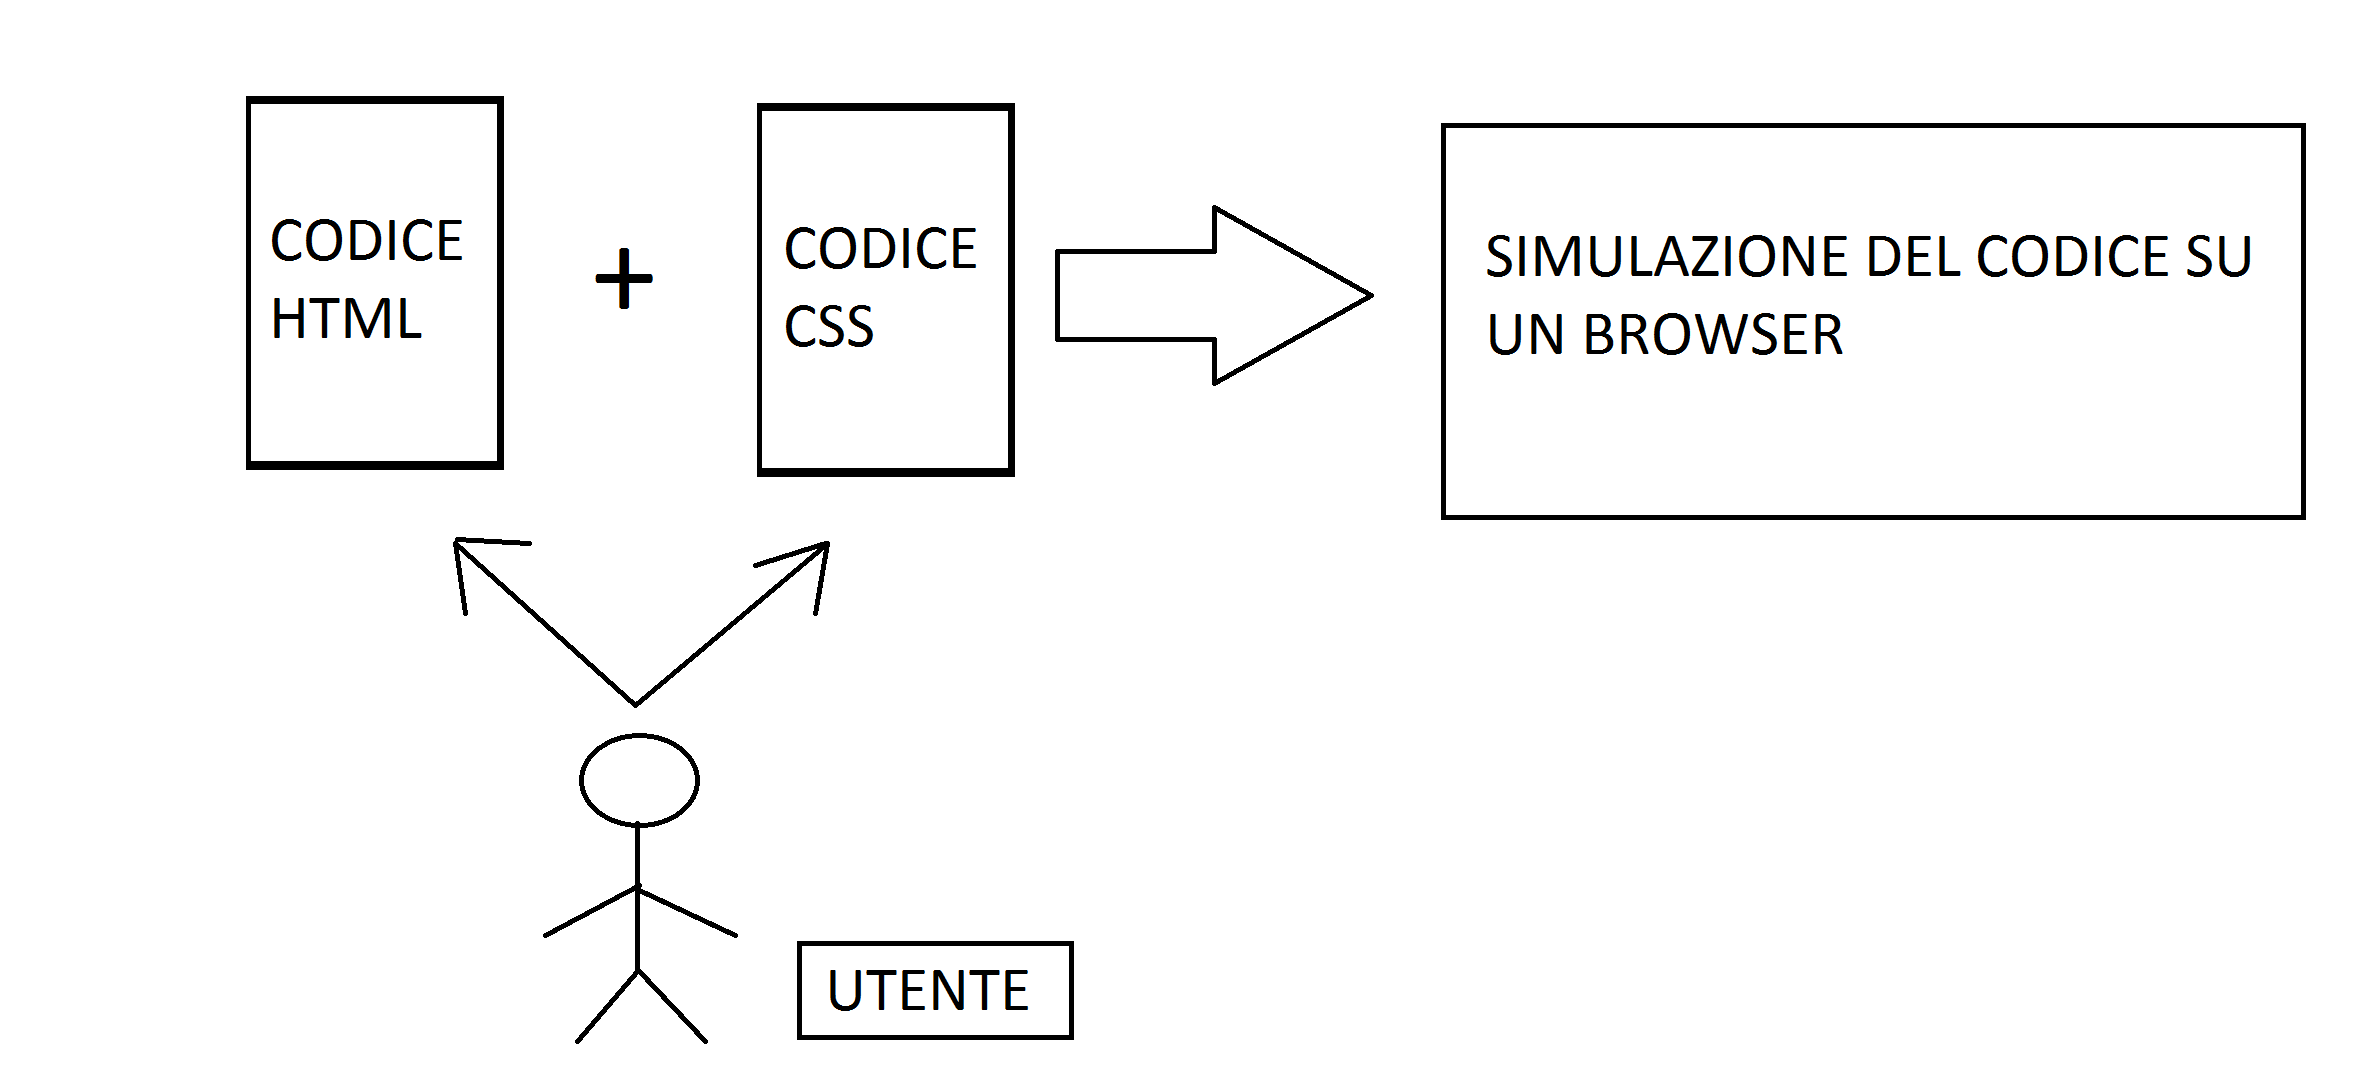 CODICE
HTML
+
CODICE
CSS
SIMULAZIONE DEL CODICE SU
UN BROWSER
UTENTE